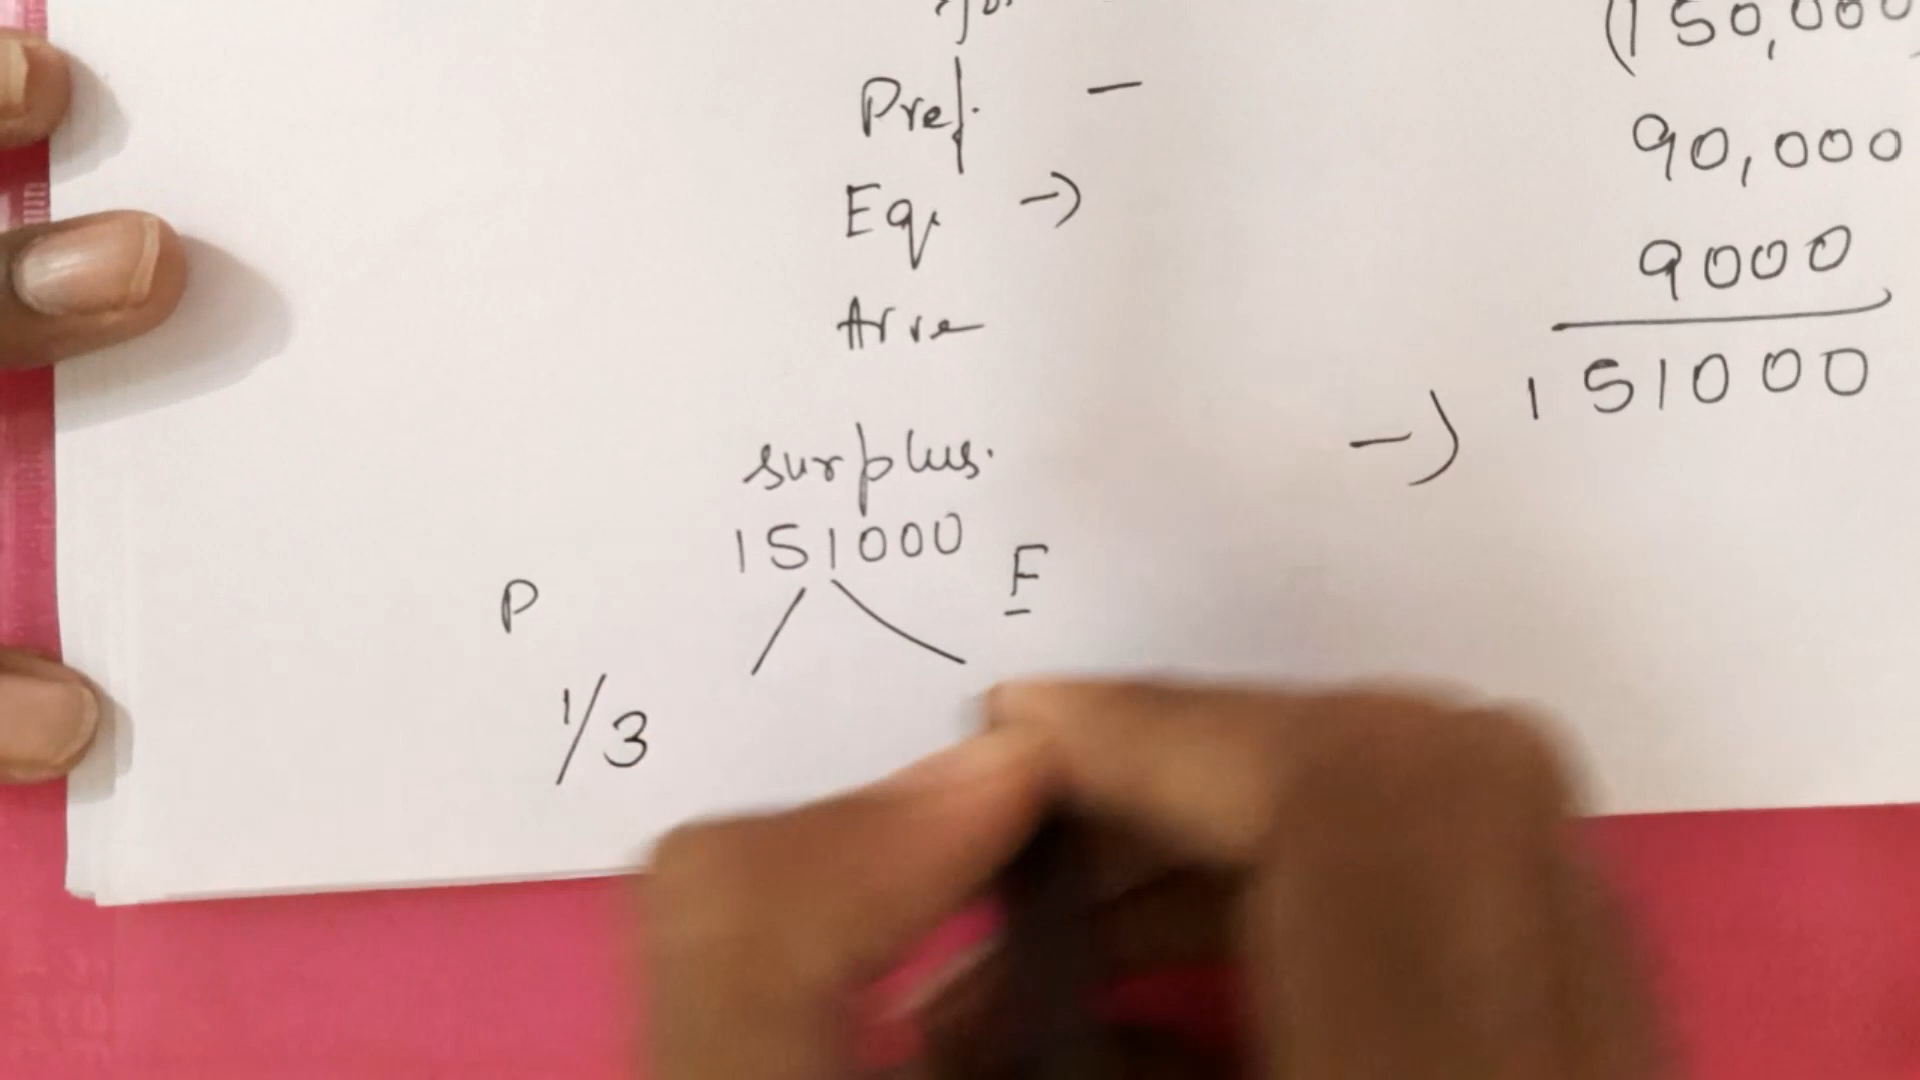 (150,000
Pref. -
90,000
Eq. ->
9000
Arre
151000
->
surplus.
151000
P E
1/3